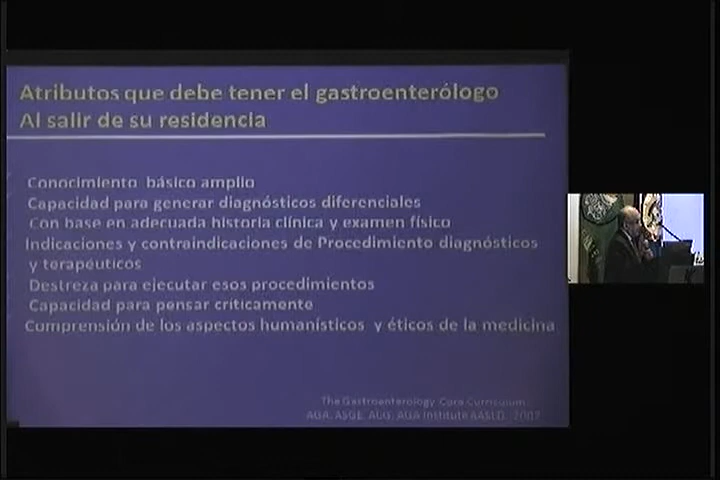 Atributos que debe tener el gastroenterólogo
Al salir de su residencia
Conocimiento básico amplio
Capacidad para generar diagnósticos diferenciales
Con base en adecuada historia clínica y examen físico
Indicaciones y contraindicaciones de Procedimiento diagnósticos
y terapéuticos
Destreza para ejecutar esos procedimientos
Capacidad para pensar críticamente
Comprensión de los aspectos humanísticos y éticos de la medicina
The Gastroenterology Core Curriculum
AGA, ASGE, ACG, AGA Institute AASLD, 2007